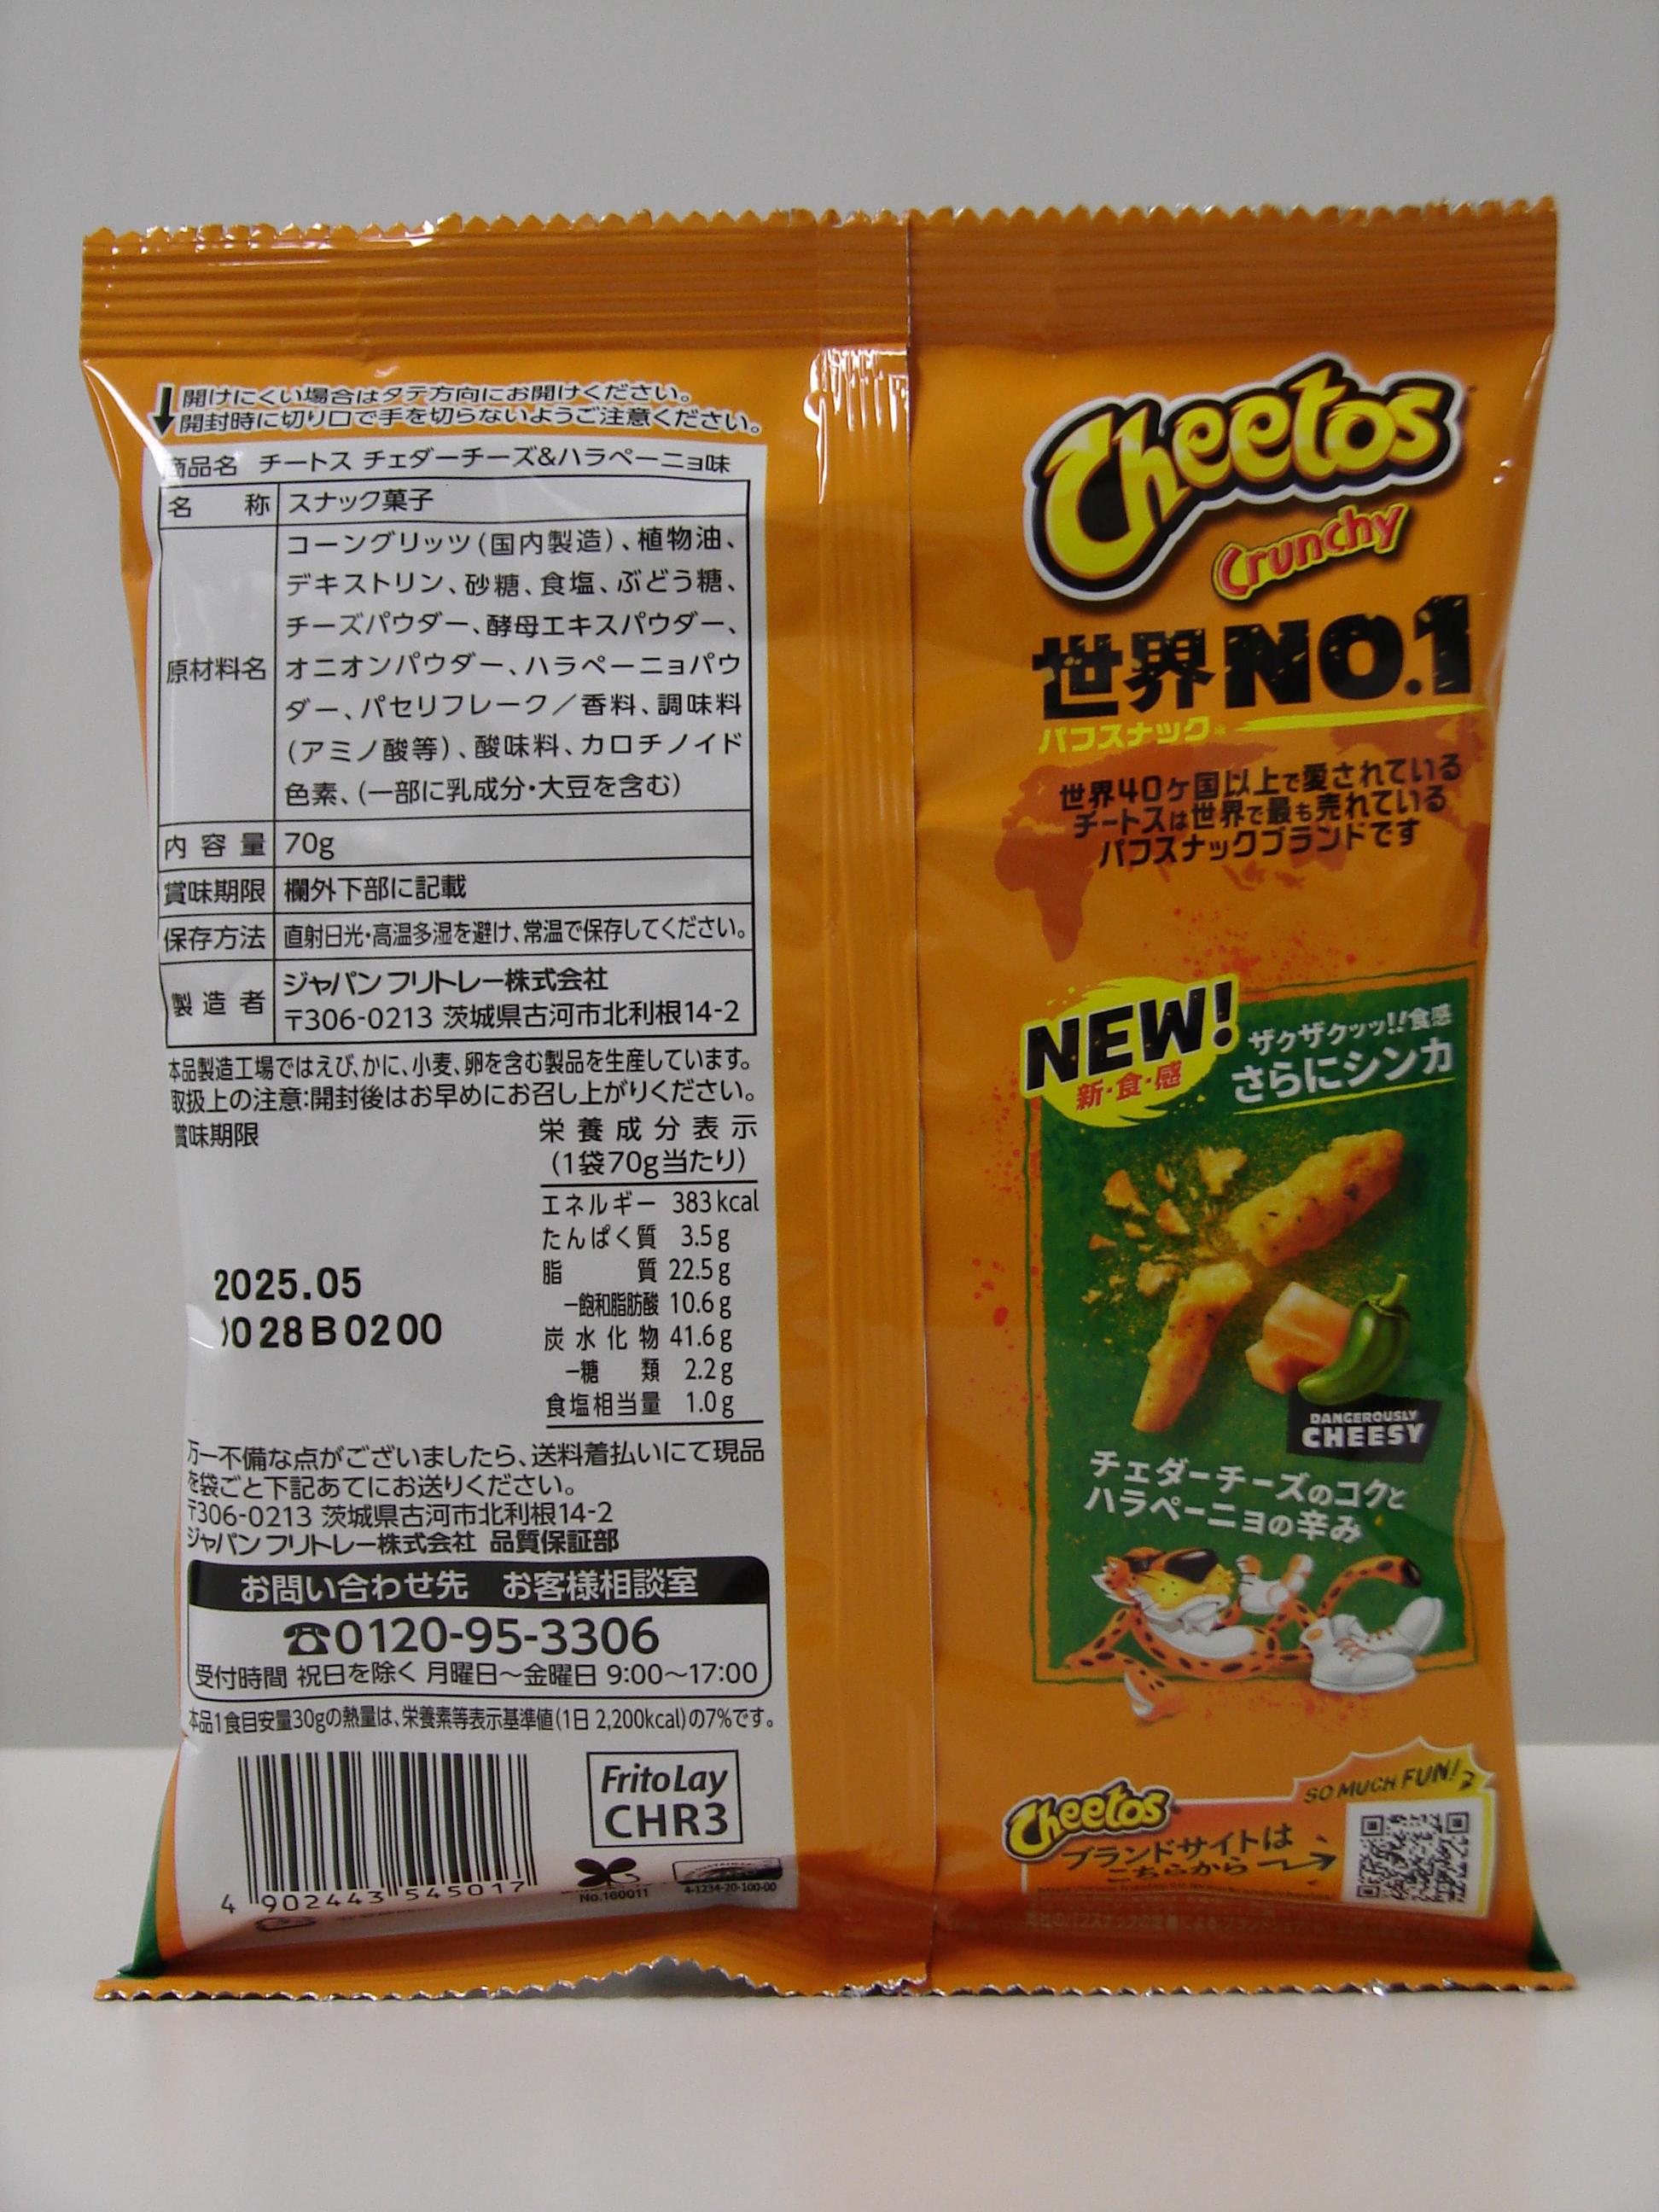 開けにくい場合はタテ方向にお開けください。
開封時に切り口で手を切らないようご注意ください。
商品名 チートス チェダーチーズ&ハラペーニョ味
名 称 スナック菓子
原材料名
コーングリッツ(国内製造)、植物油、
デキストリン、砂糖、食塩、ぶどう糖、
チーズパウダー、酵母エキスパウダー、
オニオンパウダー、ハラペーニョパウ
ダー、パセリフレーク/香料、調味料
(アミノ酸等)、酸味料、カロチノイド
色素、(一部に乳成分・大豆を含む)
内容量 70g
賞味期限 欄外下部に記載
保存方法 直射日光・高温多湿を避け、常温で保存してください。
製造者
ジャパン フリトレー株式会社
〒306-0213 茨城県古河市北利根14-2
本品製造工場ではえび、かに、小麦、卵を含む製品を生産しています。
取扱上の注意:開封後はお早めにお召し上がりください。
賞味期限
2025.05
028B0200
栄養成分表示
(1袋70g当たり)
エネルギー 383kcal
たんぱく質 3.5g
脂 質 22.5g
−飽和脂肪酸 10.6g
炭水化物 41.6g
−糖 類 2.2g
食塩相当量 1.0g
万一不備な点がございましたら、送料着払いにて現品
を袋ごと下記あてにお送りください。
〒306-0213 茨城県古河市北利根14-2
ジャパン フリトレー株式会社 品質保証部
お問い合わせ先 お客様相談室
☎0120-95-3306
受付時間 祝日を除く 月曜日〜金曜日 9:00〜17:00
本品1食目安量30gの熱量は、栄養素等表示基準値(1日 2,200kcal)の7%です。
4 902443 545017
FritoLay
CHR3
No.160011
4-1234-20-100-00
Cheetos
Crunchy
世界NO.1
パフスナック※
世界40ヶ国以上で愛されている
チートスは世界で最も売れている
パフスナックブランドです
NEW!
新・食・感
ザクザクッッ!!食感
さらにシンカ
DANGEROUSLY
CHEESY
チェダーチーズのコクと
ハラペーニョの辛み
SO MUCH FUN!
Cheetos
ブランドサイトは
こちらから